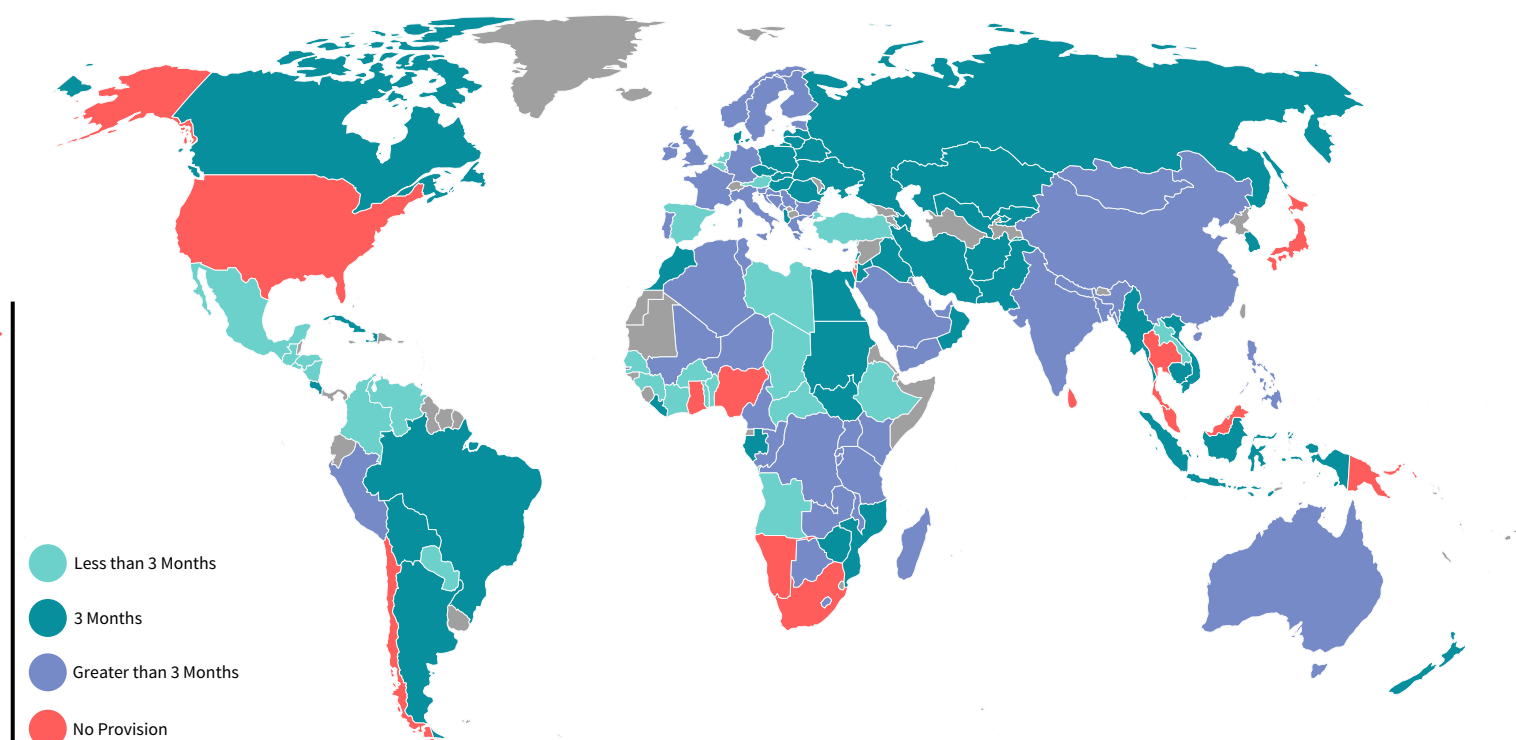 Less than 3 Months
3 Months
Greater than 3 Months
No Provision